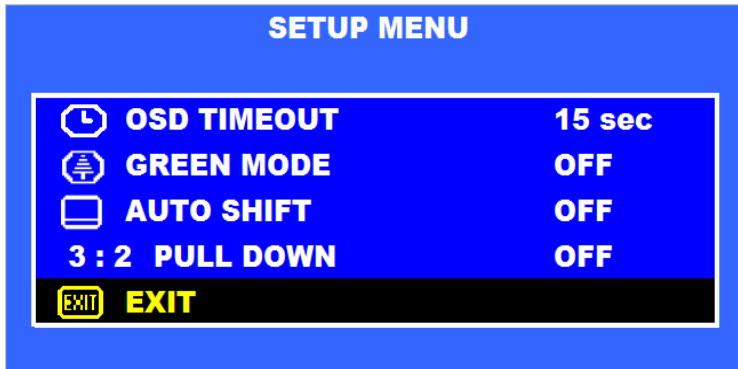 SETUP MENU
OSD TIMEOUT 15 sec
GREEN MODE OFF
AUTO SHIFT OFF
3 : 2 PULL DOWN OFF
EXIT EXIT